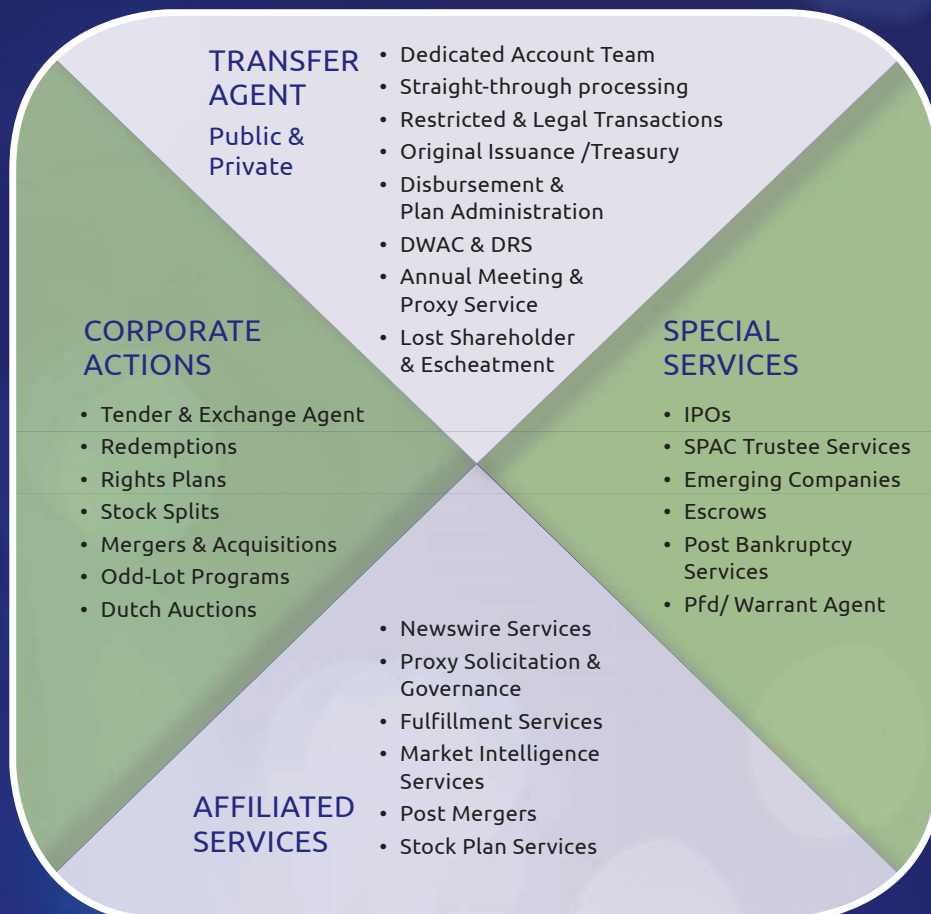 TRANSFER
AGENT
Public &
Private
• Dedicated Account Team
• Straight-through processing
• Restricted & Legal Transactions
• Original Issuance /Treasury
• Disbursement &
Plan Administration
• DWAC & DRS
• Annual Meeting &
Proxy Service
• Lost Shareholder
& Escheatment
CORPORATE
ACTIONS
• Tender & Exchange Agent
• Redemptions
• Rights Plans
• Stock Splits
• Mergers & Acquisitions
• Odd-Lot Programs
• Dutch Auctions
SPECIAL
SERVICES
• IPOs
• SPAC Trustee Services
• Emerging Companies
• Escrows
• Post Bankruptcy
Services
• Pfd/ Warrant Agent
AFFILIATED
SERVICES
• Newswire Services
• Proxy Solicitation &
Governance
• Fulfillment Services
• Market Intelligence
Services
• Post Mergers
• Stock Plan Services